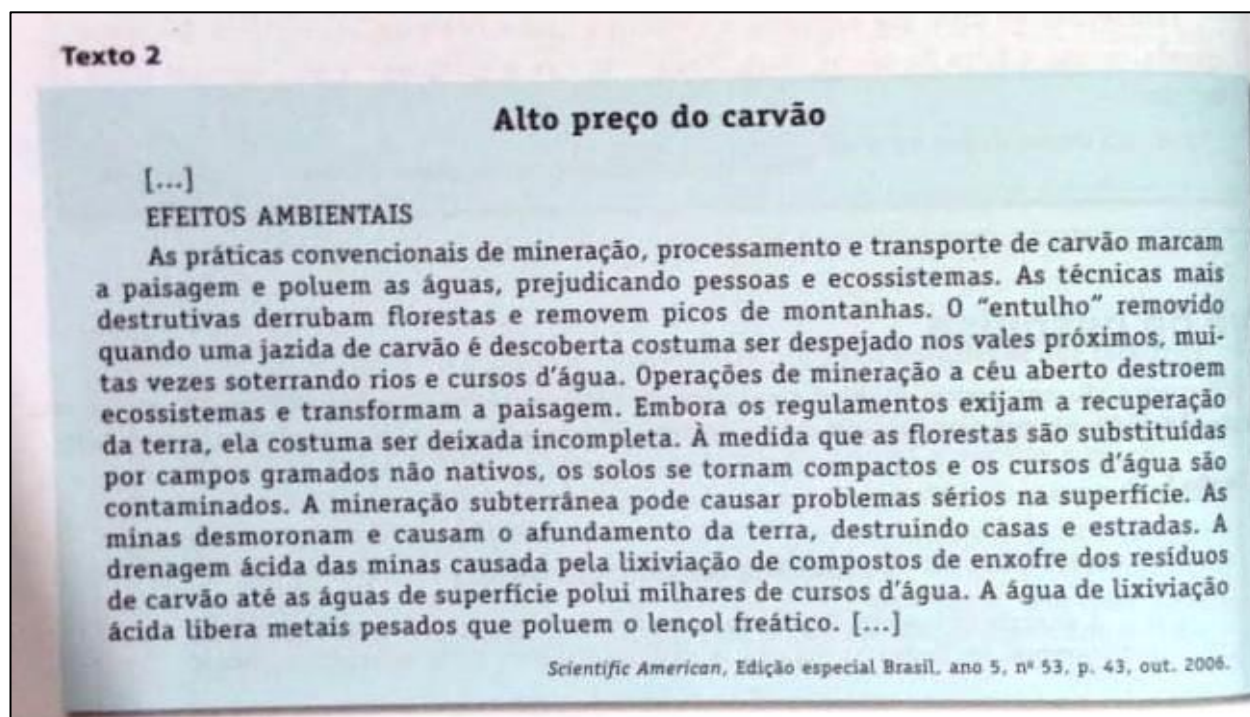 Texto 2
Alto preço do carvão
[...]
EFEITOS AMBIENTAIS
As práticas convencionais de mineração, processamento e transporte de carvão marcam
a paisagem e poluem as águas, prejudicando pessoas e ecossistemas. As técnicas mais
destrutivas derrubam florestas e removem picos de montanhas. O "entulho" removido
quando uma jazida de carvão é descoberta costuma ser despejado nos vales próximos, mui-
tas vezes soterrando rios e cursos d'água. Operações de mineração a céu aberto destroem
ecossistemas e transformam a paisagem. Embora os regulamentos exijam a recuperação
da terra, ela costuma ser deixada incompleta. À medida que as florestas são substituídas
por campos gramados não nativos, os solos se tornam compactos e os cursos d'água são
contaminados. A mineração subterrânea pode causar problemas sérios na superfície. As
minas desmoronam e causam o afundamento da terra, destruindo casas e estradas. A
drenagem ácida das minas causada pela lixiviação de compostos de enxofre dos resíduos
de carvão até as águas de superfície polui milhares de cursos d'água. A água de lixiviação
ácida libera metais pesados que poluem o lençol freático. [...]
Scientific American, Edição especial Brasil, ano 5, nº 53, p. 43, out. 2006.